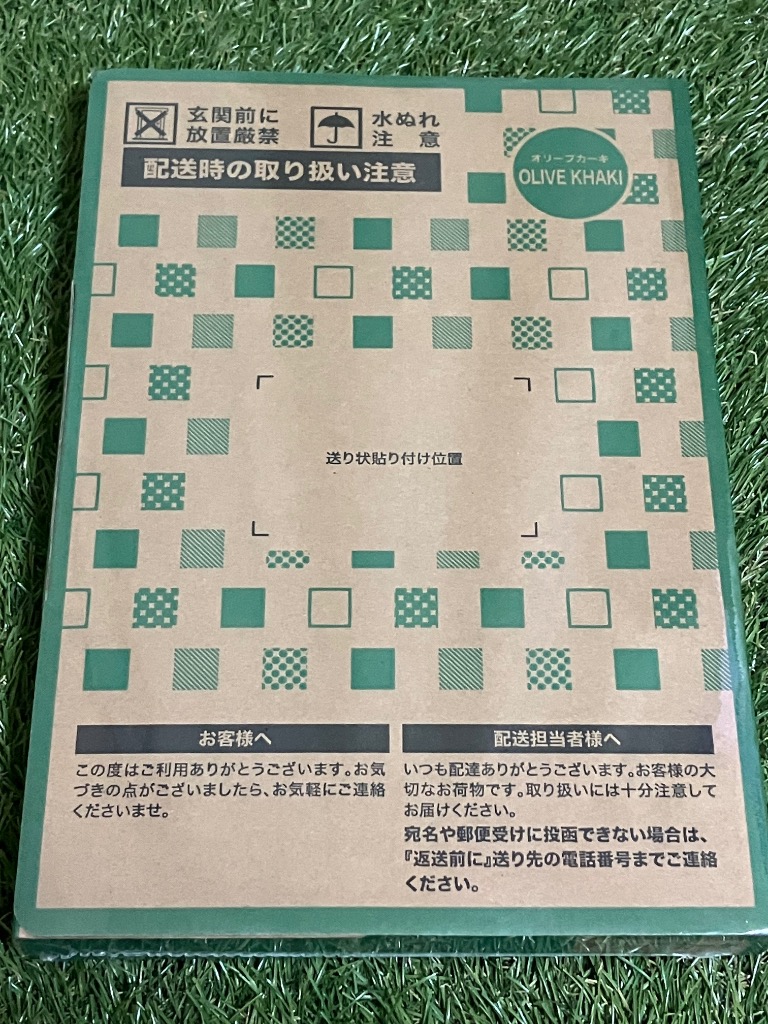 玄関前に
放置厳禁
水ぬれ
注意
配送時の取り扱い注意
オリーブカーキ
OLIVE KHAKI
送り状貼り付け位置
お客様へ
この度はご利用ありがとうございます。お気
づきの点がございましたら、お気軽にご連絡
くださいませ。
配送担当者様へ
いつも配達ありがとうございます。お客様の大
切なお荷物です。取り扱いには十分注意して
お届けください。
宛名や郵便受けに投函できない場合は、
『返送前に』送り先の電話番号までご連絡
ください。